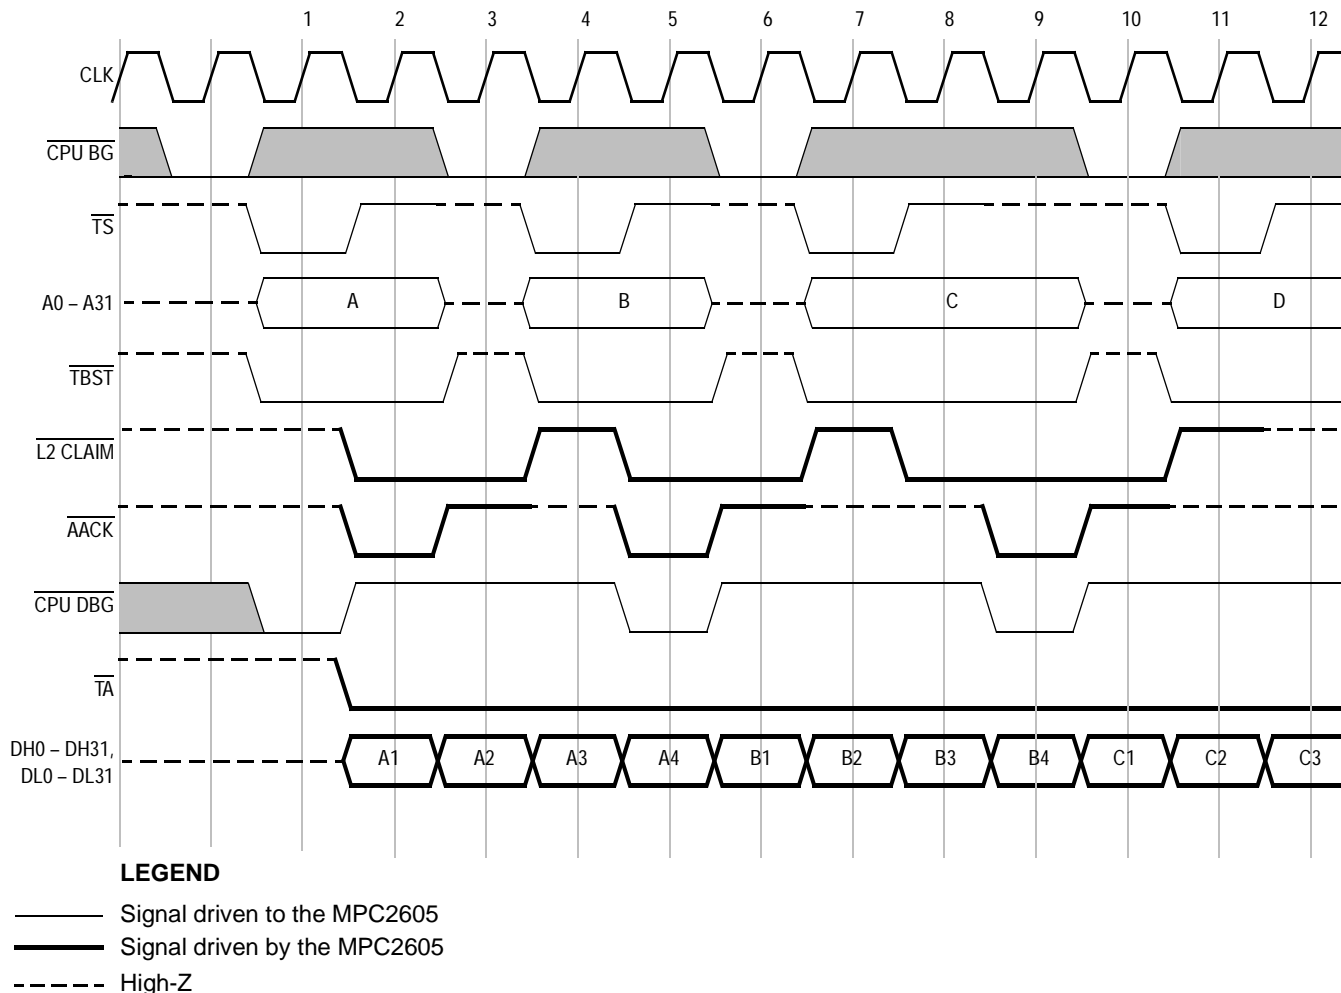 1 2 3 4 5 6 7 8 9 10 11 12
CLK
CPU BG
TS
A0 – A31 A B C D
TBST
L2 CLAIM
AACK
CPU DBG
TA
DH0 – DH31,
DL0 – DL31
A1 A2 A3 A4 B1 B2 B3 B4 C1 C2 C3
LEGEND
Signal driven to the MPC2605
Signal driven by the MPC2605
High-Z